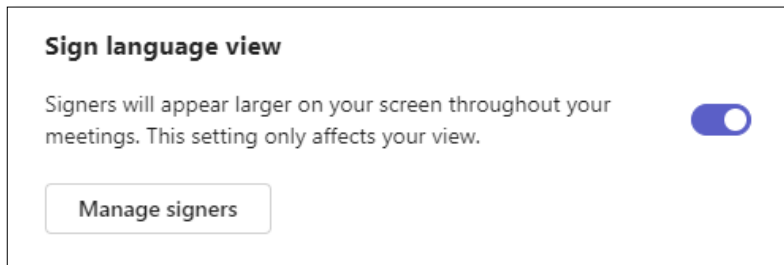 Sign language view
Signers will appear larger on your screen throughout your
meetings. This setting only affects your view.
Manage signers